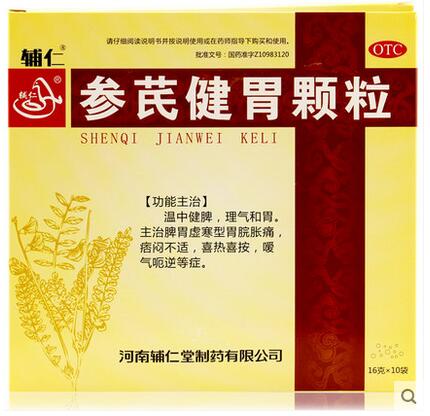 请仔细阅读说明书并按说明使用或在药师指导下购买和使用。
批准文号：国药准字Z10983120
OTC
辅仁®
辅仁
®
参芪健胃颗粒
SHENQI JIANWEI KELI
【功能主治】
温中健脾，理气和胃。
主治脾胃虚寒型胃脘胀痛，
痞闷不适，喜热喜按，嗳
气呃逆等症。
河南辅仁堂制药有限公司
16克×10袋